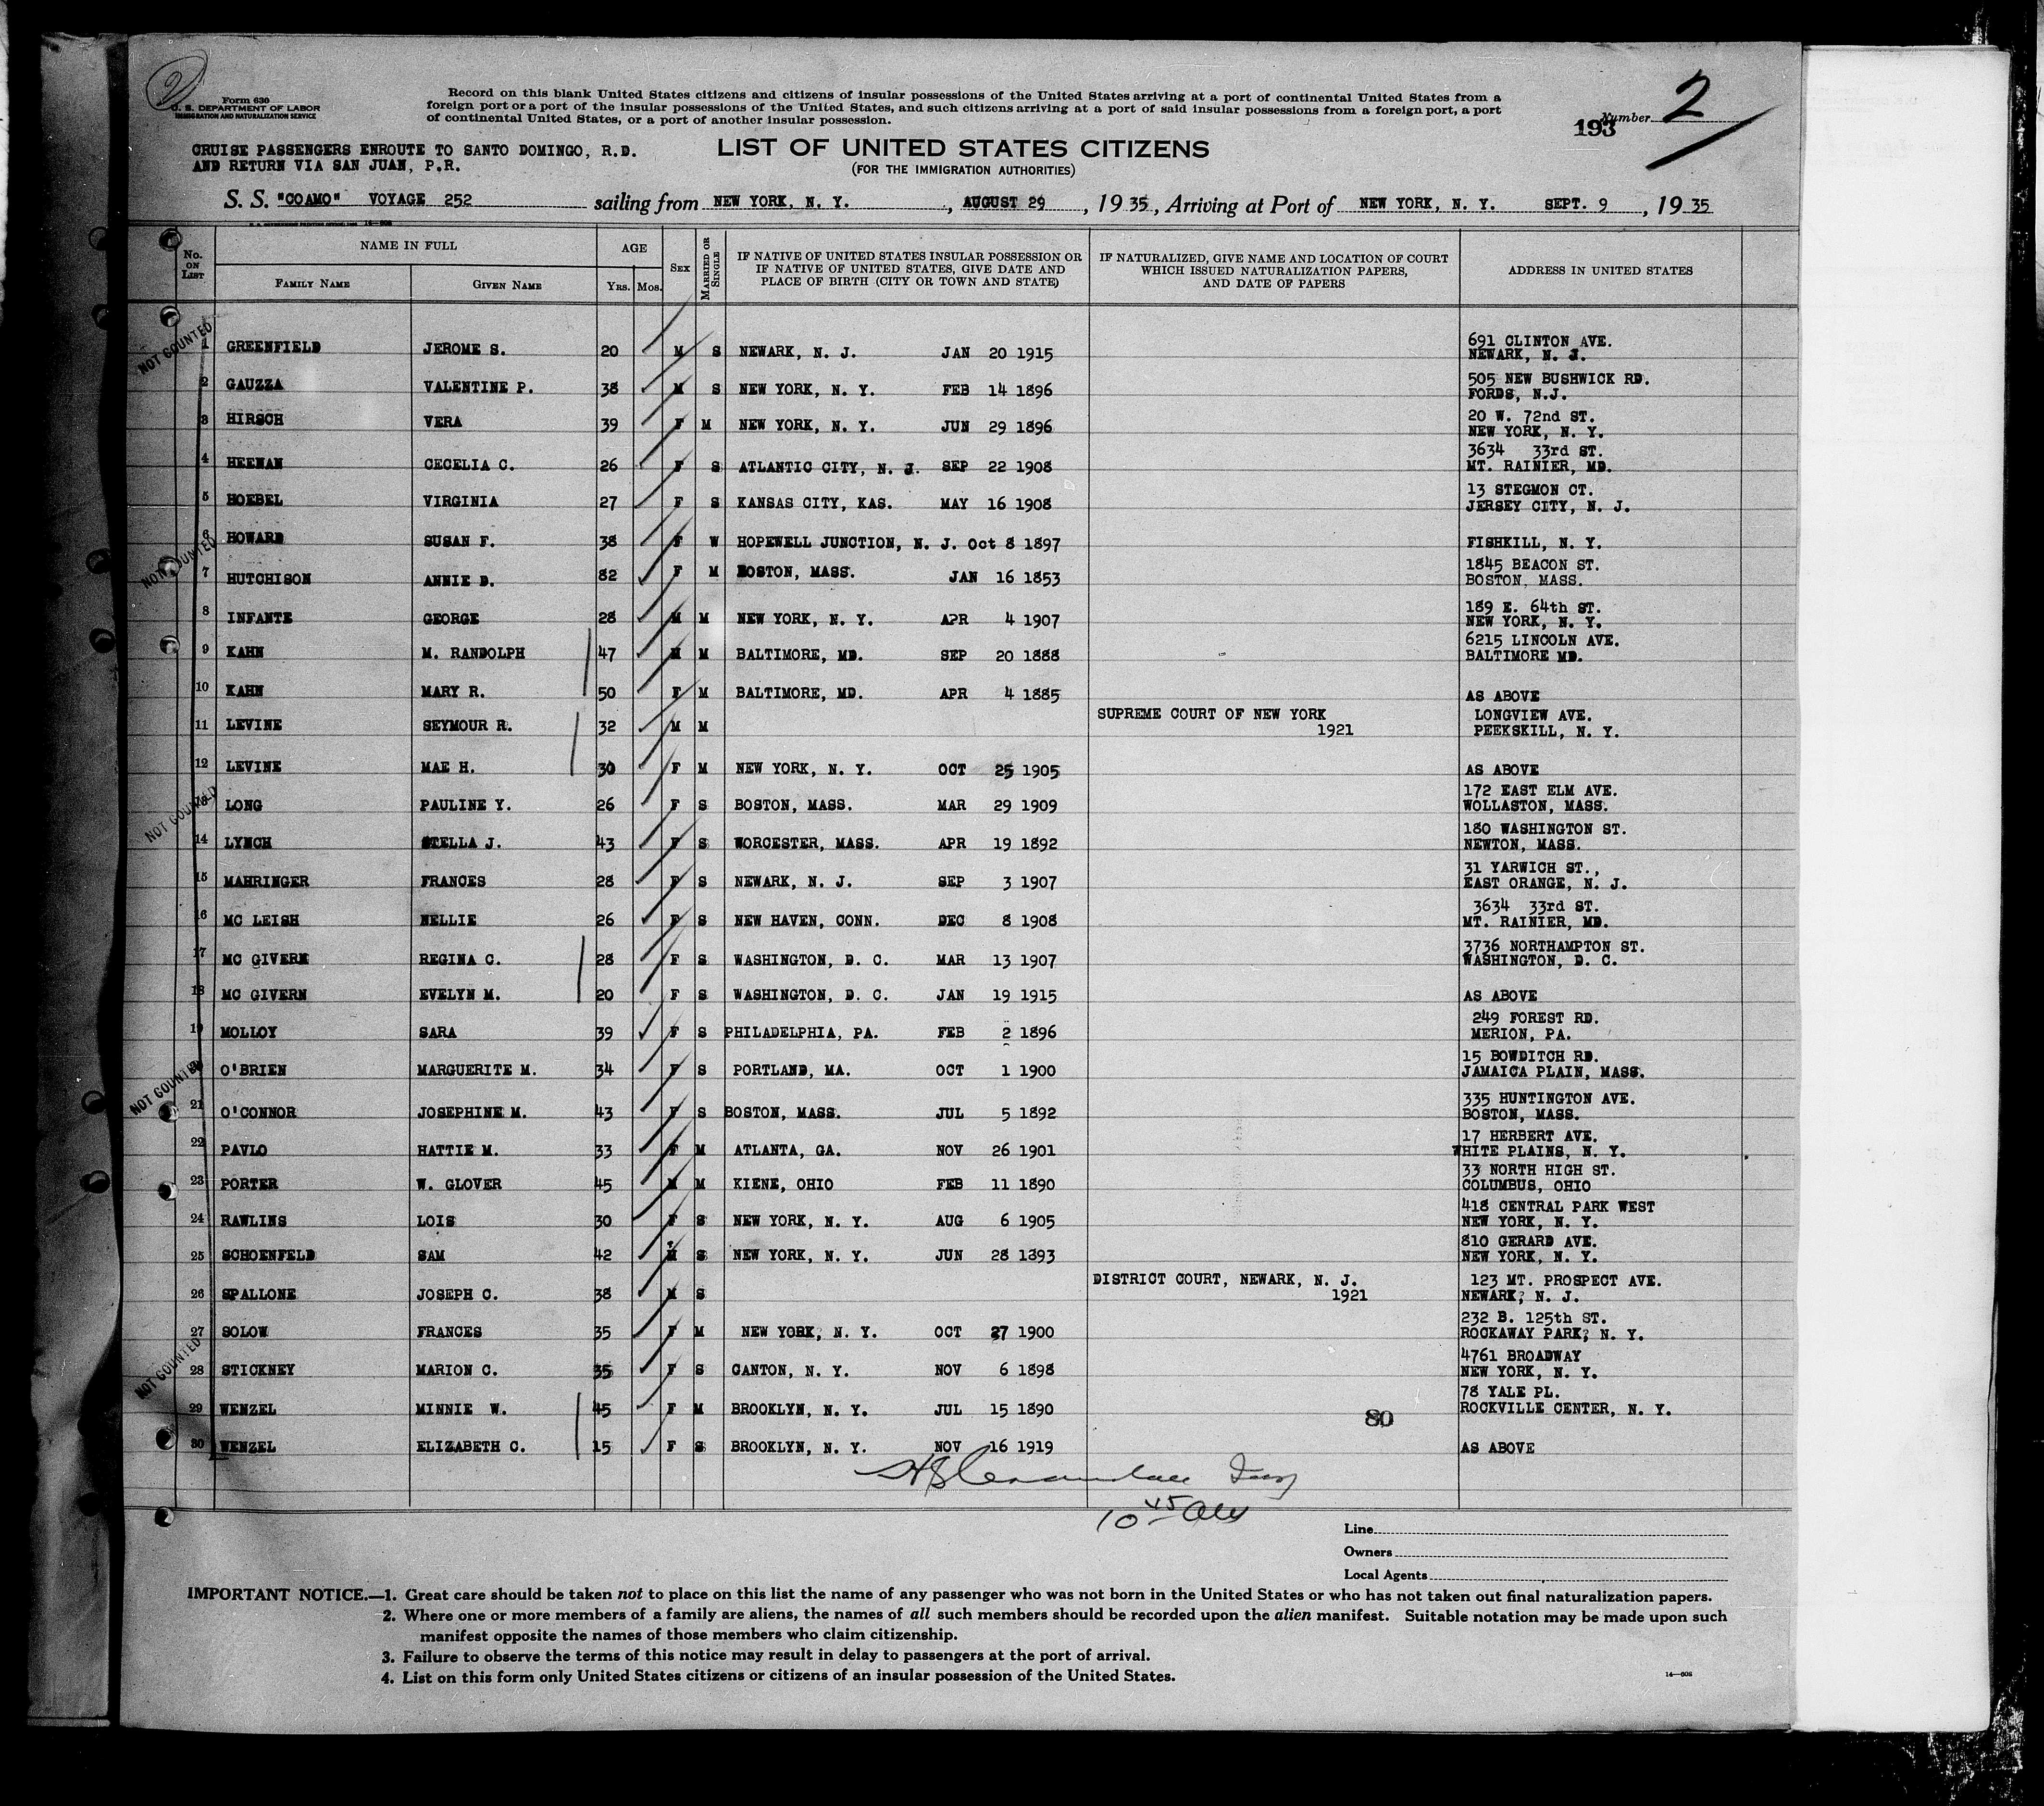 2
Form 630
U. S. DEPARTMENT OF LABOR
IMMIGRATION AND NATURALIZATION SERVICE
Record on this blank United States citizens and citizens of insular possessions of the United States arriving at a port of continental United States from a
foreign port or a port of the insular possessions of the United States, and such citizens arriving at a port of said insular possessions from a foreign port, a port
of continental United States, or a port of another insular possession.
193 Number 2
CRUISE PASSENGERS ENROUTE TO SANTO DOMINGO, R.D.
AND RETURN VIA SAN JUAN, P.R.
LIST OF UNITED STATES CITIZENS
(FOR THE IMMIGRATION AUTHORITIES)
S. S. "COAMO" VOYAGE 252 sailing from NEW YORK, N. Y., AUGUST 29, 1935, Arriving at Port of NEW YORK, N. Y. SEPT. 9, 1935
No. ON LIST NAME IN FULL AGE SEX MARRIED OR SINGLE IF NATIVE OF UNITED STATES INSULAR POSSESSION OR IF NATIVE OF UNITED STATES, GIVE DATE AND PLACE OF BIRTH (CITY OR TOWN AND STATE) IF NATURALIZED, GIVE NAME AND LOCATION OF COURT WHICH ISSUED NATURALIZATION PAPERS, AND DATE OF PAPERS ADDRESS IN UNITED STATES
FAMILY NAME GIVEN NAME YRS. MOS.
NOT COUNTED
1 GREENFIELD JEROME S. 20 M S NEWARK, N. J. JAN 20 1915 691 CLINTON AVE. NEWARK, N. J.
2 GAUZZA VALENTINE P. 38 M S NEW YORK, N. Y. FEB 14 1896 505 NEW BUSHWICK RD. FORDS, N.J.
3 HIRSCH VERA 39 F M NEW YORK, N. Y. JUN 29 1896 20 W. 72nd ST. NEW YORK, N. Y.
4 HEENAN CECELIA C. 26 F S ATLANTIC CITY, N. J. SEP 22 1908 3634 33rd ST. MT. RAINIER, MD.
5 HOEBEL VIRGINIA 27 F S KANSAS CITY, KAS. MAY 16 1908 13 STEGMON CT. JERSEY CITY, N. J.
6 HOWARD SUSAN F. 38 F W HOPEWELL JUNCTION, N. J. Oct 8 1897 FISHKILL, N. Y.
NOT COUNTED
7 HUTCHISON ANNIE D. 82 F M BOSTON, MASS. JAN 16 1853 1845 BEACON ST. BOSTON, MASS.
8 INFANTE GEORGE 28 M M NEW YORK, N. Y. APR 4 1907 189 E. 64th ST. NEW YORK, N. Y.
9 KAHN M. RANDOLPH 47 M M BALTIMORE, MD. SEP 20 1888 6215 LINCOLN AVE. BALTIMORE MD.
10 KAHN MARY R. 50 F M BALTIMORE, MD. APR 4 1885 AS ABOVE
11 LEVINE SEYMOUR R. 32 M M SUPREME COURT OF NEW YORK 1921 LONGVIEW AVE. PEEKSKILL, N. Y.
12 LEVINE MAE H. 30 F M NEW YORK, N. Y. OCT 25 1905 AS ABOVE
NOT COUNTED
13 LONG PAULINE Y. 26 F S BOSTON, MASS. MAR 29 1909 172 EAST ELM AVE. WOLLASTON, MASS.
14 LYNCH STELLA J. 43 F S WORCESTER, MASS. APR 19 1892 180 WASHINGTON ST. NEWTON, MASS.
15 MAHRINGER FRANCES 28 F S NEWARK, N. J. SEP 3 1907 31 YARWICH ST., EAST ORANGE, N. J.
16 MC LEISH NELLIE 26 F S NEW HAVEN, CONN. DEC 8 1908 3634 33rd ST. MT. RAINIER, MD.
17 MC GIVERN REGINA C. 28 F S WASHINGTON, D. C. MAR 13 1907 3736 NORTHAMPTON ST. WASHINGTON, D. C.
18 MC GIVERN EVELYN M. 20 F S WASHINGTON, D. C. JAN 19 1915 AS ABOVE
19 MOLLOY SARA 39 F S PHILADELPHIA, PA. FEB 2 1896 249 FOREST RD. MERION, PA.
NOT COUNTED
20 O'BRIEN MARGUERITE M. 34 F S PORTLAND, MA. OCT 1 1900 15 BOWDITCH RD. JAMAICA PLAIN, MASS.
21 O'CONNOR JOSEPHINE M. 43 F S BOSTON, MASS. JUL 5 1892 335 HUNTINGTON AVE. BOSTON, MASS.
22 PAVLO HATTIE M. 33 F M ATLANTA, GA. NOV 26 1901 17 HERBERT AVE. WHITE PLAINS, N. Y.
23 PORTER W. GLOVER 45 M M KIENE, OHIO FEB 11 1890 33 NORTH HIGH ST. COLUMBUS, OHIO
24 RAWLINS LOIS 30 F S NEW YORK, N. Y. AUG 6 1905 418 CENTRAL PARK WEST NEW YORK, N. Y.
25 SCHOENFELD SAM 42 M S NEW YORK, N. Y. JUN 28 1893 810 GERARD AVE. NEW YORK, N. Y.
26 SPALLONE JOSEPH C. 38 M S DISTRICT COURT, NEWARK, N. J. 1921 123 MT. PROSPECT AVE. NEWARK, N. J.
27 SOLOW FRANCES 35 F M NEW YORK, N. Y. OCT 27 1900 232 B. 125th ST. ROCKAWAY PARK, N. Y.
NOT COUNTED
28 STICKNEY MARION C. 35 F S CANTON, N. Y. NOV 6 1898 4761 BROADWAY NEW YORK, N. Y.
29 WENZEL MINNIE W. 45 F M BROOKLYN, N. Y. JUL 15 1890 78 YALE PL. ROCKVILLE CENTER, N. Y.
80
30 WENZEL ELIZABETH C. 15 F S BROOKLYN, N. Y. NOV 16 1919 AS ABOVE
10 45
Line
Owners
Local Agents
IMPORTANT NOTICE.—1. Great care should be taken not to place on this list the name of any passenger who was not born in the United States or who has not taken out final naturalization papers.
2. Where one or more members of a family are aliens, the names of all such members should be recorded upon the alien manifest. Suitable notation may be made upon such
manifest opposite the names of those members who claim citizenship.
3. Failure to observe the terms of this notice may result in delay to passengers at the port of arrival.
4. List on this form only United States citizens or citizens of an insular possession of the United States.
14—608